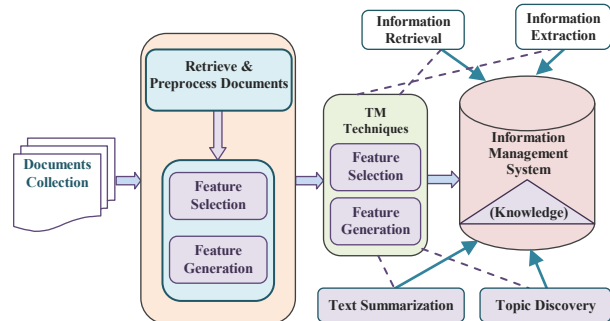 Information
Retrieval
Information
Extraction
Retrieve &
Preprocess Documents
TM
Techniques
Documents
Collection
Feature
Selection
Feature
Generation
Feature
Selection
Feature
Generation
Information
Management
System
(Knowledge)
Text Summarization
Topic Discovery